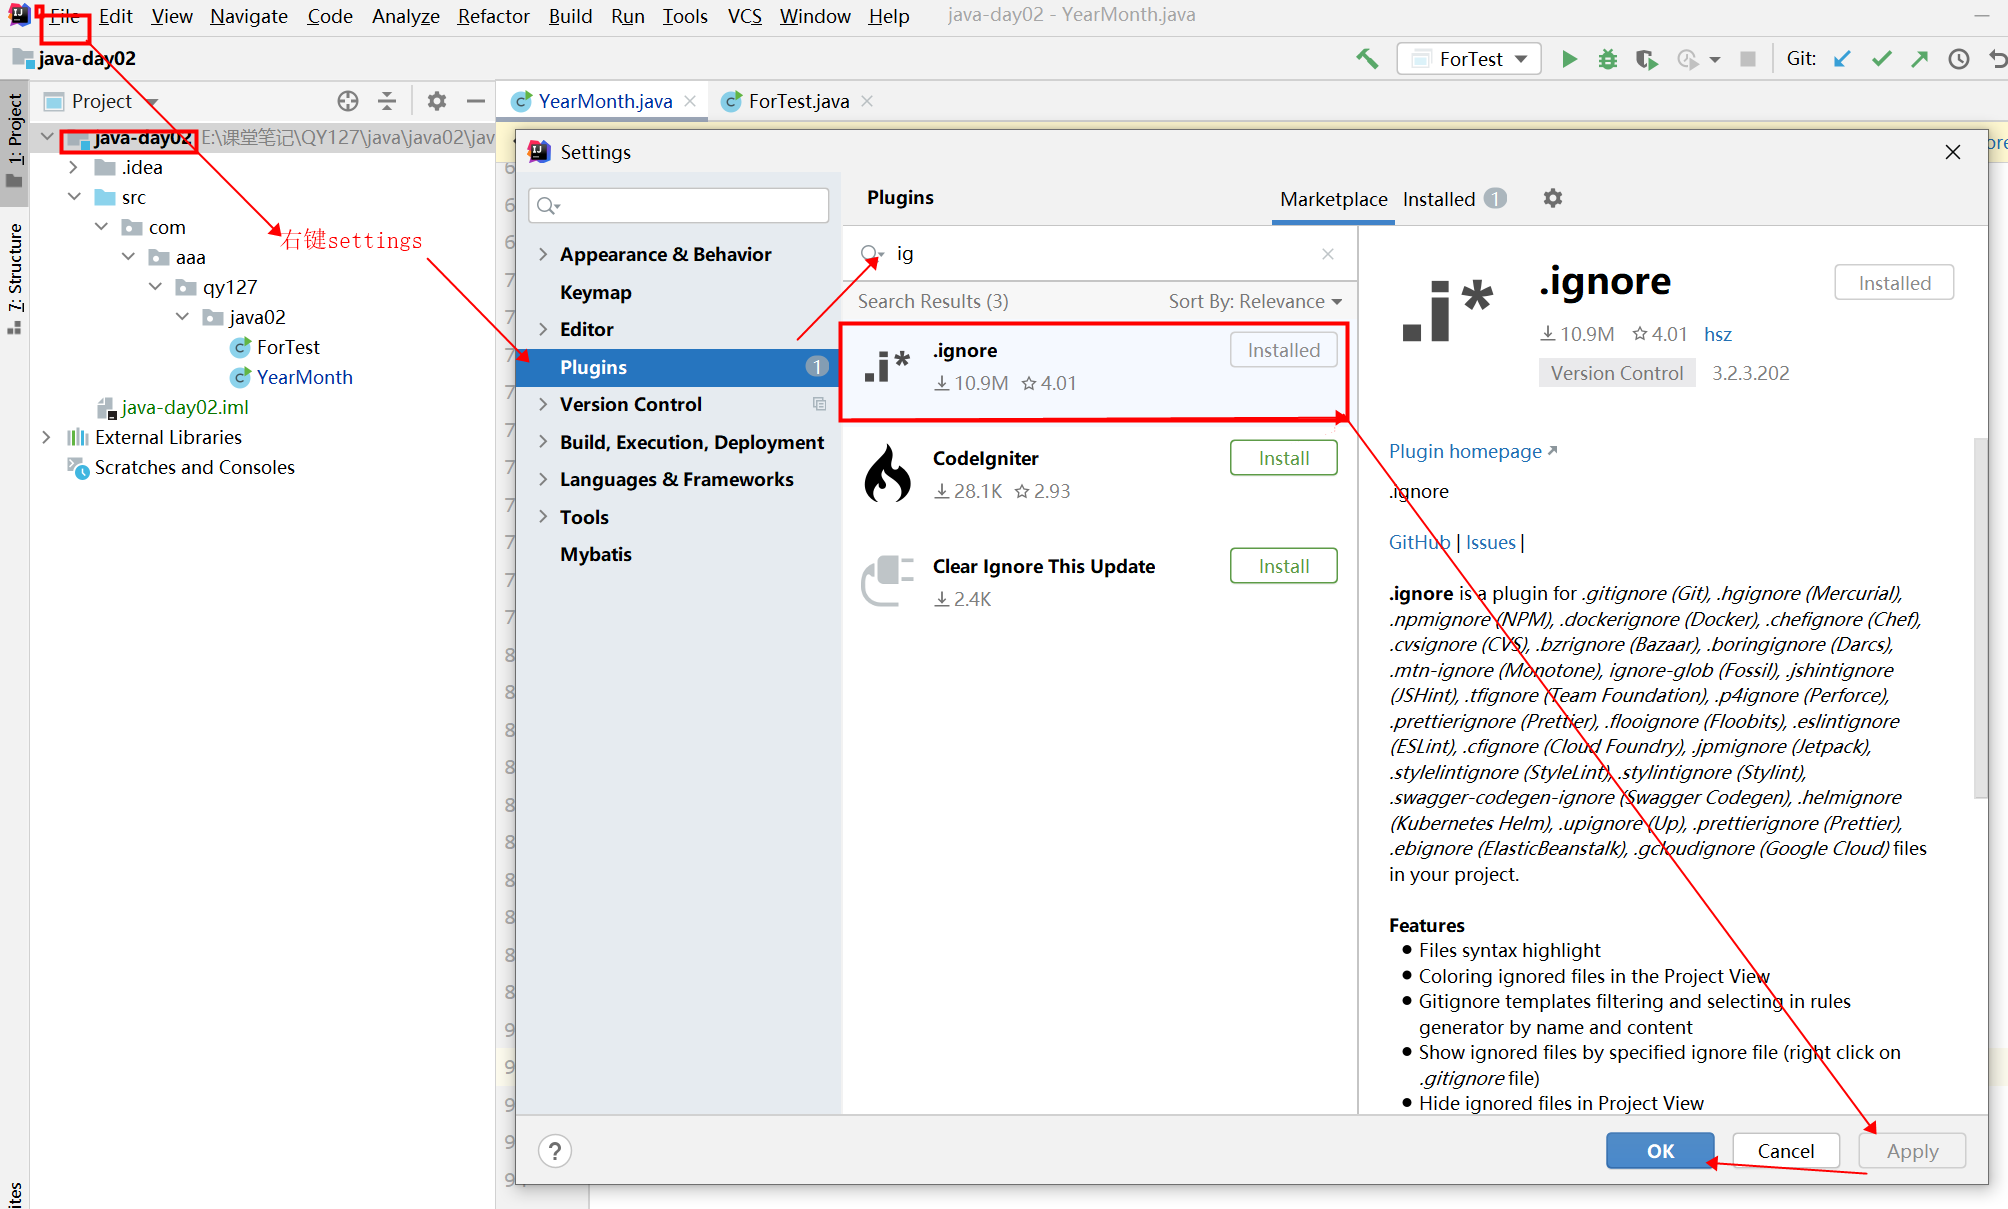 File Edit View Navigate Code Analyze Refactor Build Run Tools VCS Window Help java-day02 - YearMonth.java
java-day02
ForTest
Git:
1: Project
7: Structure
Project
YearMonth.java
ForTest.java
java-day02 E:\课堂笔记\QY127\java\java02\jav
.idea
src
com
aaa
qy127
java02
ForTest
YearMonth
java-day02.iml
External Libraries
Scratches and Consoles
右键settings
Settings
Appearance & Behavior
Keymap
Editor
Plugins 1
Version Control
Build, Execution, Deployment
Languages & Frameworks
Tools
Mybatis
Plugins
Marketplace Installed 1
ig
Search Results (3) Sort By: Relevance
.ignore Installed
10.9M 4.01
CodeIgniter Install
28.1K 2.93
Clear Ignore This Update Install
2.4K
.i*
.ignore Installed
10.9M 4.01 hsz
Version Control 3.2.3.202
Plugin homepage
.ignore
GitHub | Issues |
.ignore is a plugin for .gitignore (Git), .hgignore (Mercurial),
.npmignore (NPM), .dockerignore (Docker), .chefignore (Chef),
.cvsignore (CVS), .bzrignore (Bazaar), .boringignore (Darcs),
.mtn-ignore (Monotone), ignore-glob (Fossil), .jshintignore
(JSHint), .tfignore (Team Foundation), .p4ignore (Perforce),
.prettierignore (Prettier), .flooignore (Floobits), .eslintignore
(ESLint), .cfignore (Cloud Foundry), .jpmignore (Jetpack),
.stylelintignore (StyleLint), .stylintignore (Stylint),
.swagger-codegen-ignore (Swagger Codegen), .helmignore
(Kubernetes Helm), .upignore (Up), .prettierignore (Prettier),
.ebignore (ElasticBeanstalk), .gcloudignore (Google Cloud) files
in your project.
Features
Files syntax highlight
Coloring ignored files in the Project View
Gitignore templates filtering and selecting in rules
generator by name and content
Show ignored files by specified ignore file (right click on
.gitignore file)
Hide ignored files in Project View
? OK Cancel Apply